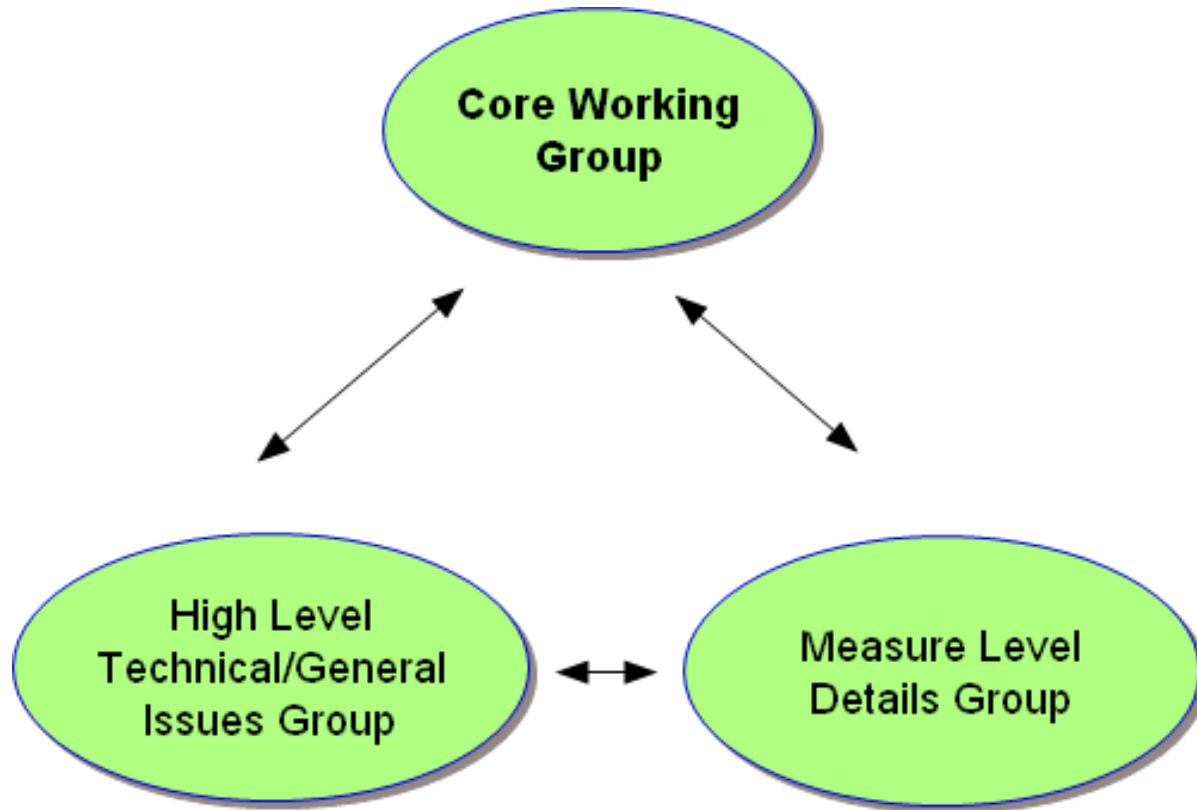 Core Working
Group
High Level
Technical/General
Issues Group
Measure Level
Details Group